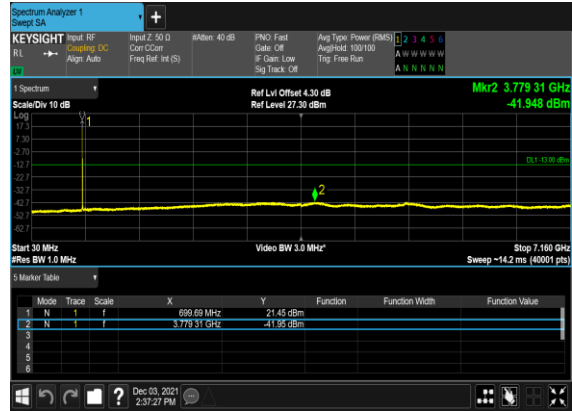 Spectrum Analyzer 1
Swept SA
+
KEYSIGHT Input: RF Input Z: 50 Ω #Atten: 40 dB PNO: Fast Avg Type: Power (RMS) 1 2 3 4 5 6
RL Coupling: DC Corr CCorr Gate: Off Avg|Hold: 100/100 A W W W W W
Align: Auto Freq Ref: Int (S) IF Gain: Low Trig: Free Run
Sig Track: Off A N N N N N
1 Spectrum Ref Lvl Offset 4.30 dB Mkr2 3.779 31 GHz
Scale/Div 10 dB Ref Level 27.30 dBm -41.948 dBm
Log
17.3
7.30
-2.70
-12.7
-22.7
-32.7
-42.7
-52.7
-62.7
1
DL1 -13.00 dBm
2
Start 30 MHz Video BW 3.0 MHz* Stop 7.160 GHz
#Res BW 1.0 MHz Sweep ~14.2 ms (40001 pts)
5 Marker Table
Mode Trace Scale X Y Function Function Width Function Value
1 N 1 f 699.69 MHz 21.45 dBm
2 N 1 f 3.779 31 GHz -41.95 dBm
3
4
5
6
? Dec 03, 2021
2:37:27 PM